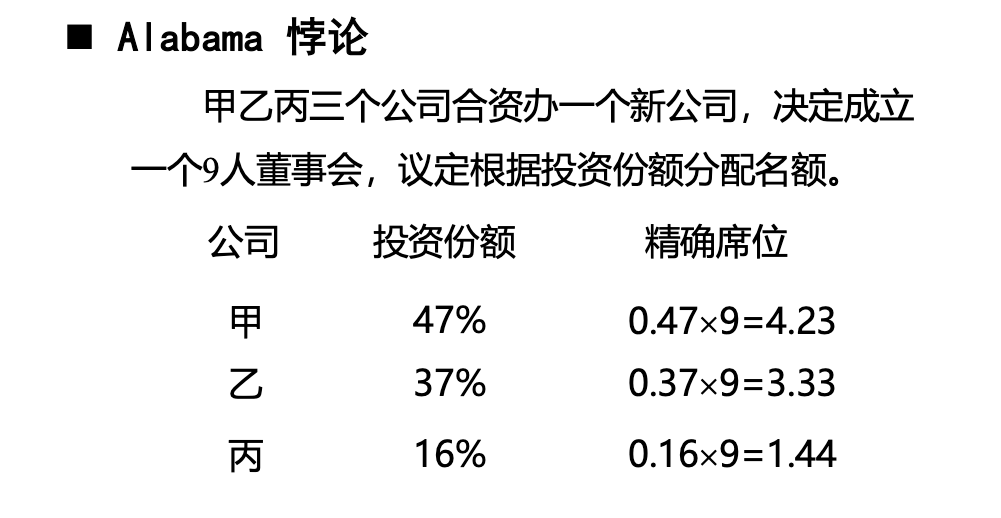 ■ Alabama 悖论
甲乙丙三个公司合资办一个新公司，决定成立
一个9人董事会，议定根据投资份额分配名额。
公司 投资份额 精确席位
甲 47% 0.47×9=4.23
乙 37% 0.37×9=3.33
丙 16% 0.16×9=1.44